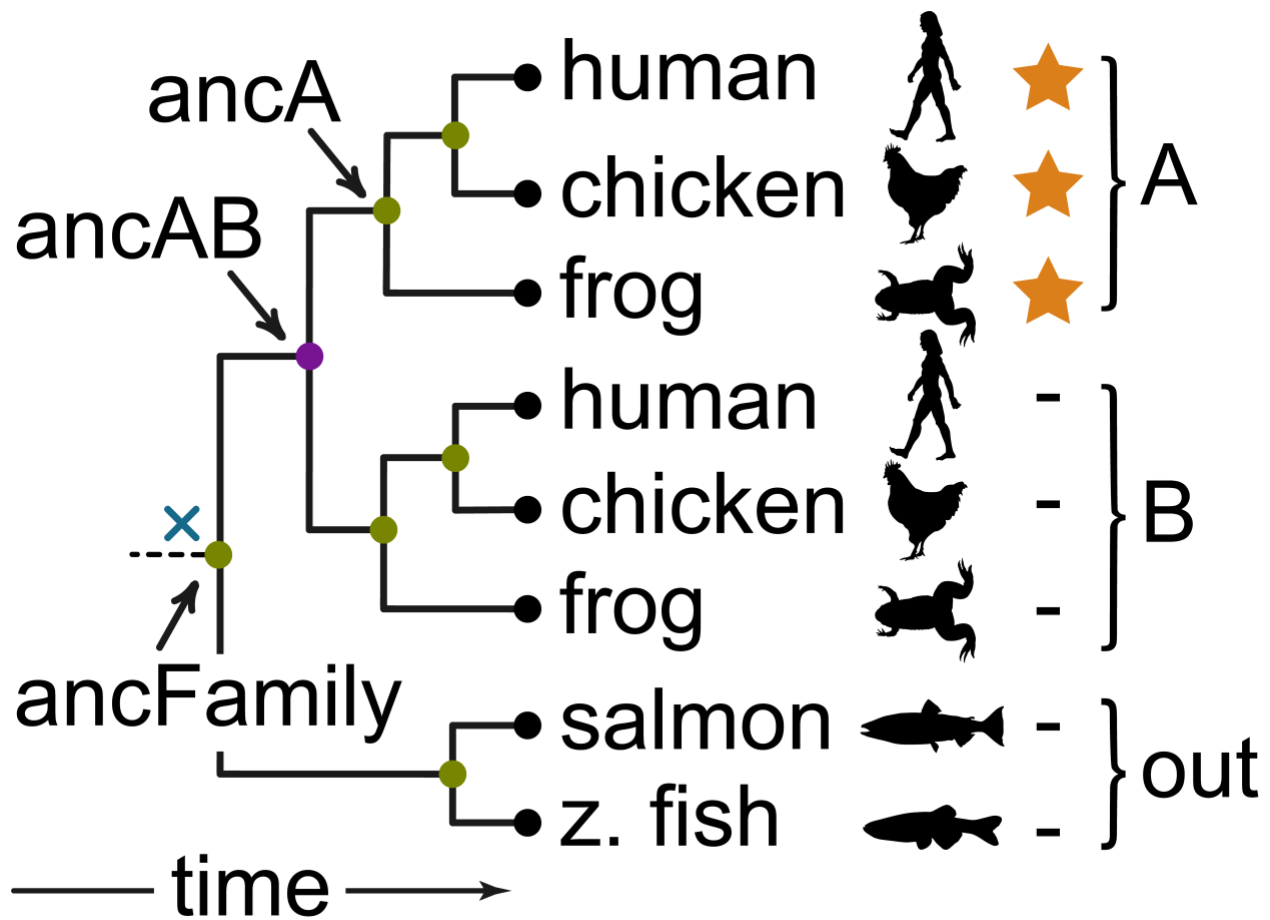 human
ancA
chicken
A
ancAB
frog
human
-
chicken
-
B
frog
-
ancFamily
salmon
-
out
z. fish
-
time